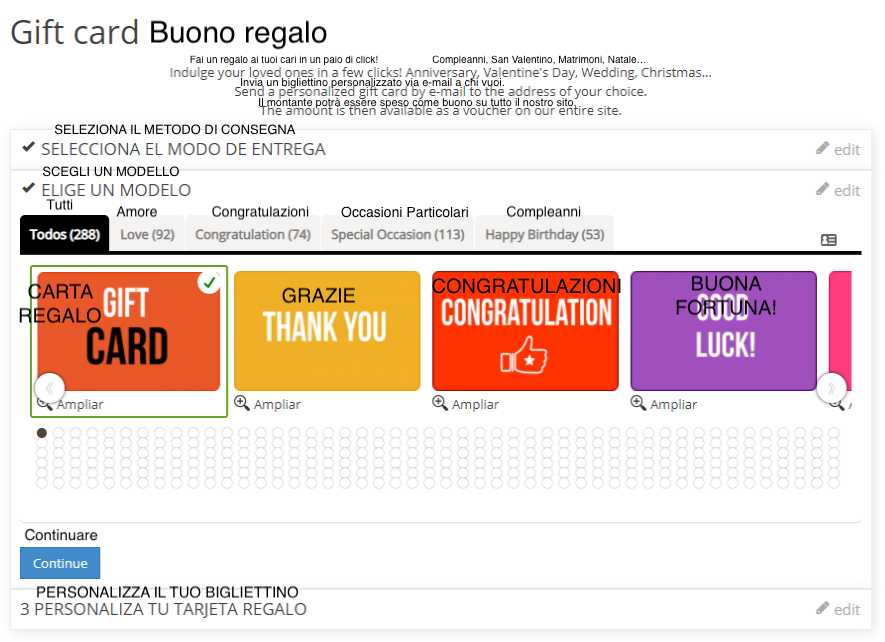 Gift card Buono regalo
Fai un regalo ai tuoi cari in un paio di click! Compleanni, San Valentino, Matrimoni, Natale...
Indulge your loved ones in a few clicks! Anniversary, Valentine's Day, Wedding, Christmas...
Invia un bigliettino personalizzato via e-mail a chi vuoi.
Send a personalized gift card by e-mail to the address of your choice.
Il montante potrà essere speso come buono su tutto il nostro sito.
The amount is then available as a voucher on our entire site.
SELEZIONA IL METODO DI CONSEGNA
SELECCIONA EL MODO DE ENTREGA edit
SCEGLI UN MODELLO
ELIGE UN MODELO edit
Tutti Amore Congratulazioni Occasioni Particolari Compleanni
Todos (288) Love (92) Congratulation (74) Special Occasion (113) Happy Birthday (53)
CARTA
REGALO
GIFT
CARD
GRAZIE
THANK YOU
CONGRATULAZIONI
CONGRATULATION
BUONA
FORTUNA!
GOOD
LUCK!
Ampliar Ampliar Ampliar Ampliar
Continuare
Continue
PERSONALIZZA IL TUO BIGLIETTINO
3 PERSONALIZA TU TARJETA REGALO edit